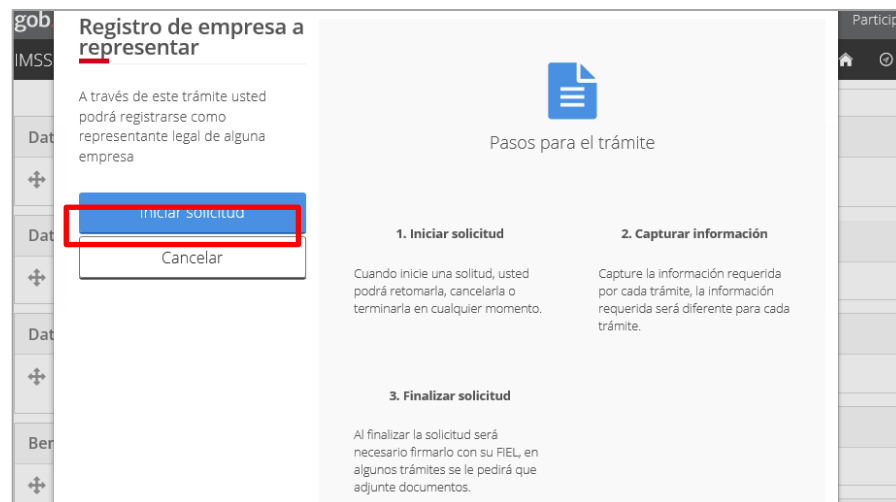 gob
Particip
IMSS
Registro de empresa a
representar
A través de este trámite usted
podrá registrarse como
representante legal de alguna
empresa
Iniciar solicitud
Cancelar
Dat
Dat
Dat
Ber
Pasos para el trámite
1. Iniciar solicitud
Cuando inicie una solitud, usted
podrá retomarla, cancelarla o
terminarla en cualquier momento.
2. Capturar información
Capture la información requerida
por cada trámite, la información
requerida será diferente para cada
trámite.
3. Finalizar solicitud
Al finalizar la solicitud será
necesario firmarlo con su FIEL, en
algunos trámites se le pedirá que
adjunte documentos.